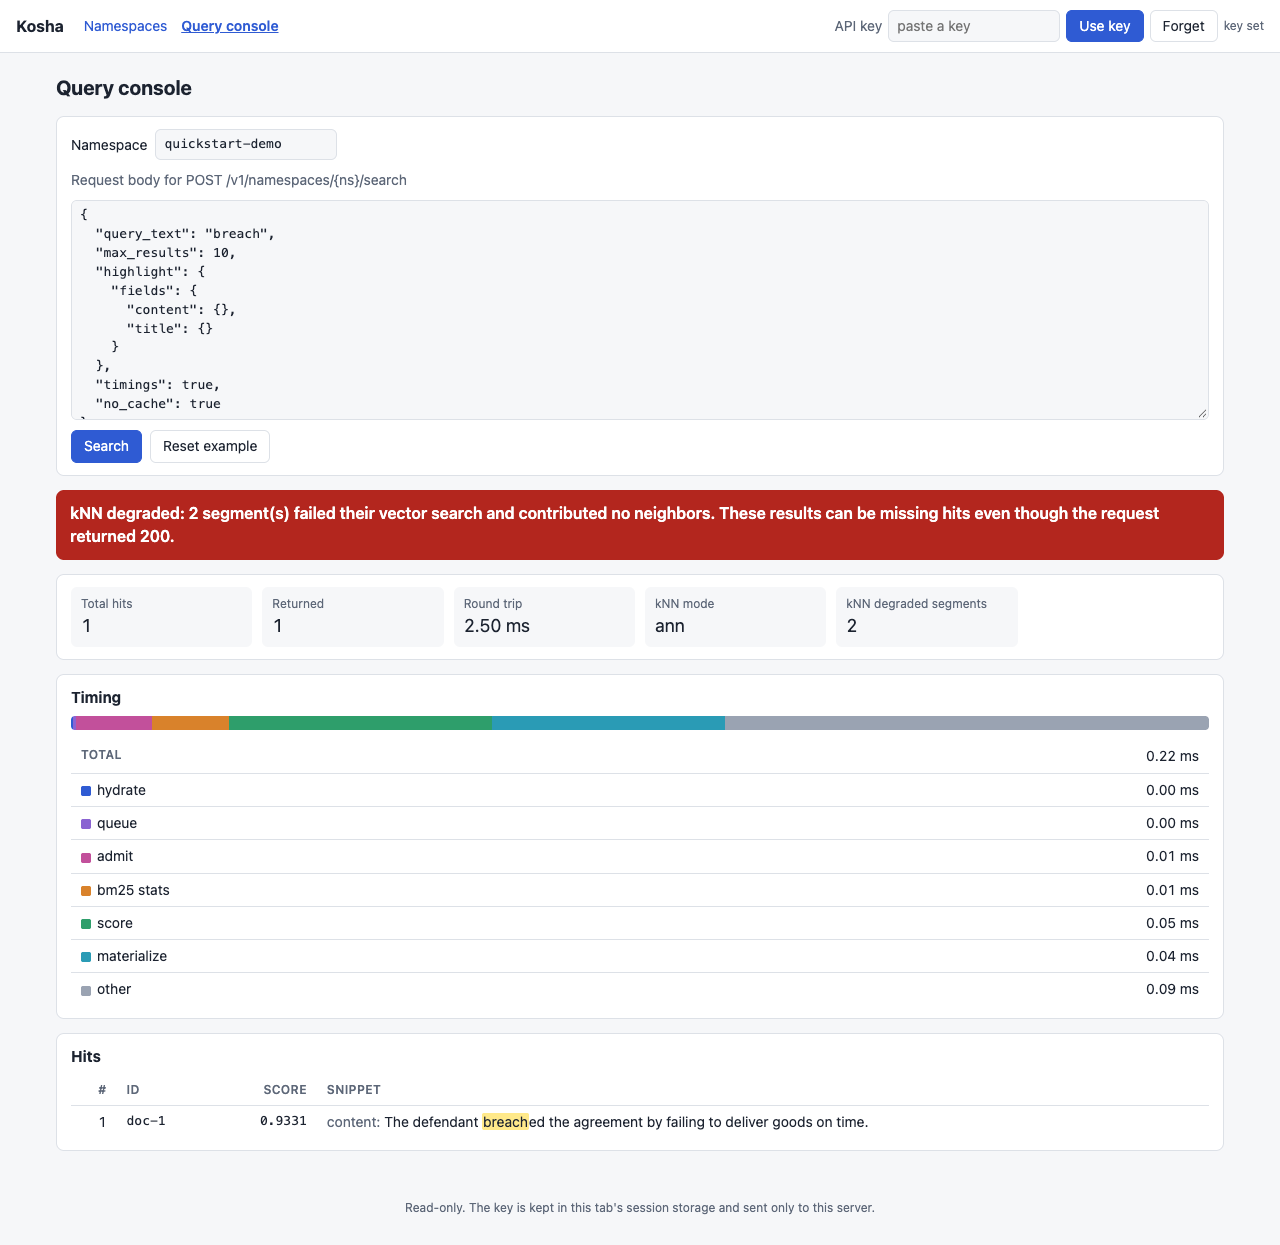 Kosha Namespaces Query console API key paste a key Use key Forget key set
Query console
Namespace quickstart-demo
Request body for POST /v1/namespaces/{ns}/search
{
"query_text": "breach",
"max_results": 10,
"highlight": {
"fields": {
"content": {},
"title": {}
}
},
"timings": true,
"no_cache": true
Search Reset example
kNN degraded: 2 segment(s) failed their vector search and contributed no neighbors. These results can be missing hits even though the request
returned 200.
Total hits Returned Round trip kNN mode kNN degraded segments
1 1 2.50 ms ann 2
Timing
TOTAL 0.22 ms
hydrate 0.00 ms
queue 0.00 ms
admit 0.01 ms
bm25 stats 0.01 ms
score 0.05 ms
materialize 0.04 ms
other 0.09 ms
Hits
# ID SCORE SNIPPET
1 doc-1 0.9331 content: The defendant breached the agreement by failing to deliver goods on time.
Read-only. The key is kept in this tab's session storage and sent only to this server.